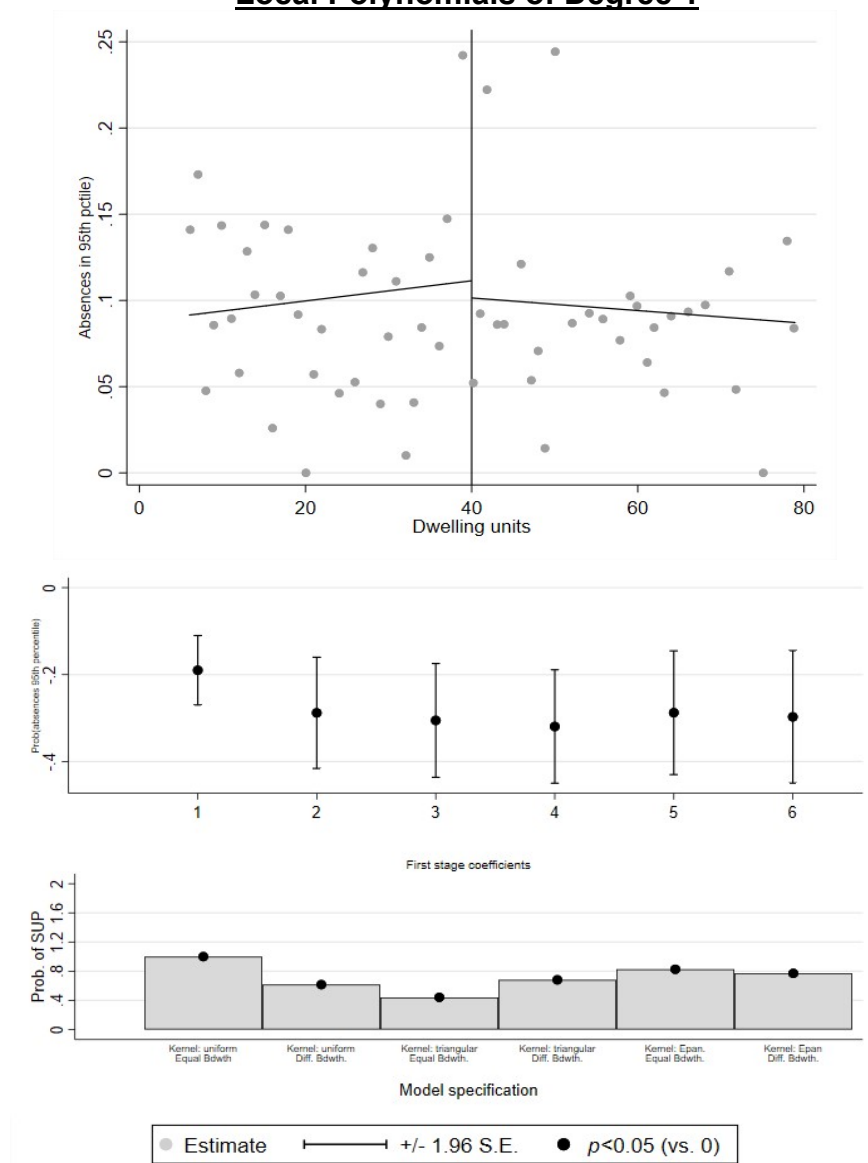 Local Polynomials of Degree 1
.25
.2
.15
.1
.05
0
Absences in 95th pctile)
0 20 40 60 80
Dwelling units
0
-.2
-.4
Prob(absences 95th percentile)
1 2 3 4 5 6
First stage coefficients
2
1.6
1.2
.8
.4
0
Prob. of SUP
Kernel: uniform Kernel: uniform Kernel: triangular Kernel: triangular Kernel: Epan. Kernel: Epan
Equal Bdwth Diff. Bdwth. Equal Bdwth. Diff. Bdwth. Equal Bdwth. Diff. Bdwth.
Model specification
Estimate +/- 1.96 S.E. p<0.05 (vs. 0)